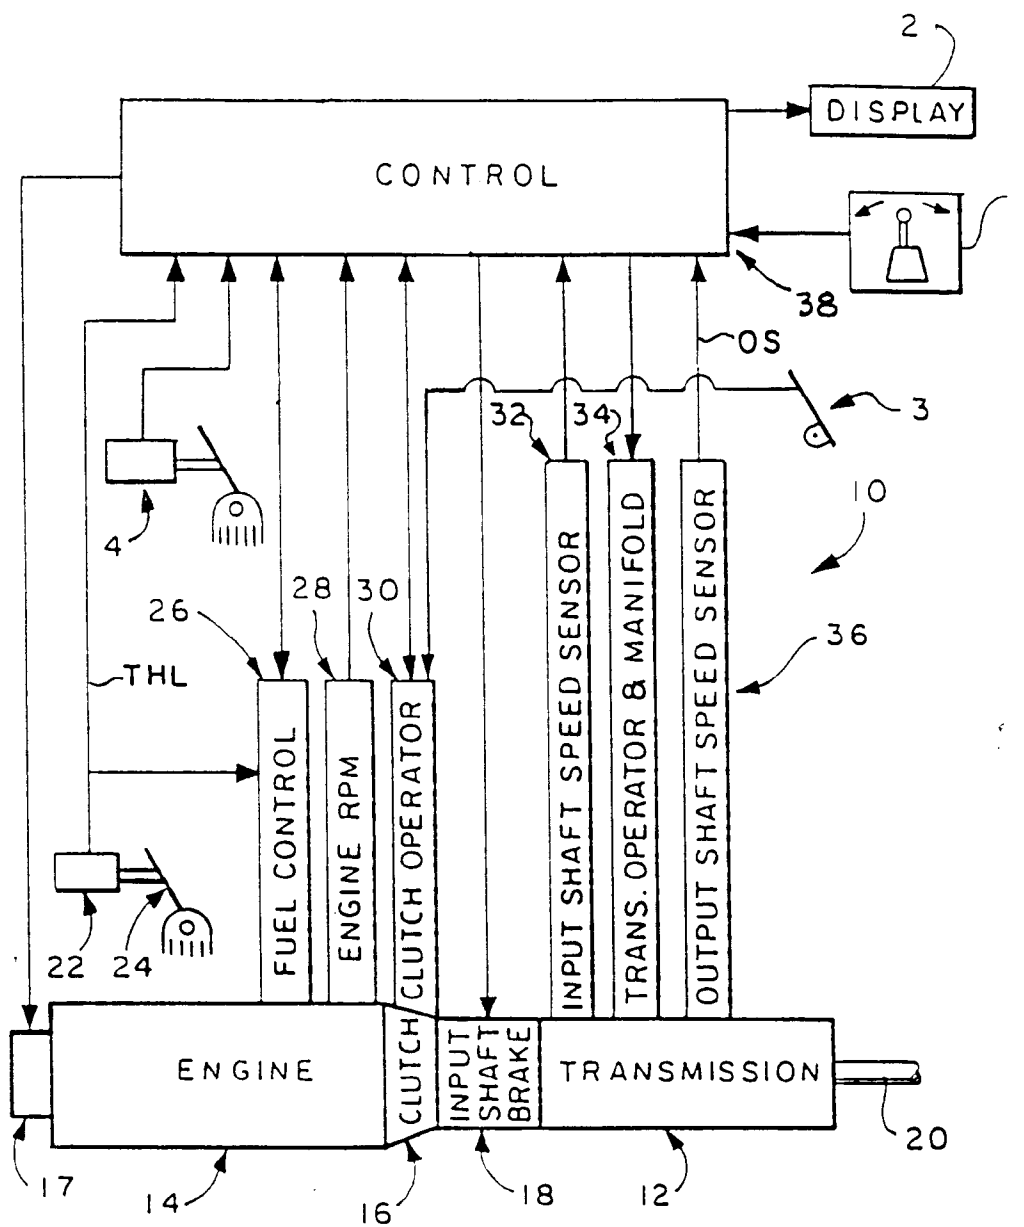 2
DISPLAY
CONTROL
38
OS
3
32
34
4
10
28
30
26
36
THL
FUEL CONTROL
ENGINE RPM
CLUTCH OPERATOR
INPUT SHAFT SPEED SENSOR
TRANS. OPERATOR & MANIFOLD
OUTPUT SHAFT SPEED SENSOR
22
24
ENGINE
CLUTCH
INPUT
SHAFT
BRAKE
TRANSMISSION
20
17
14
16
18
12